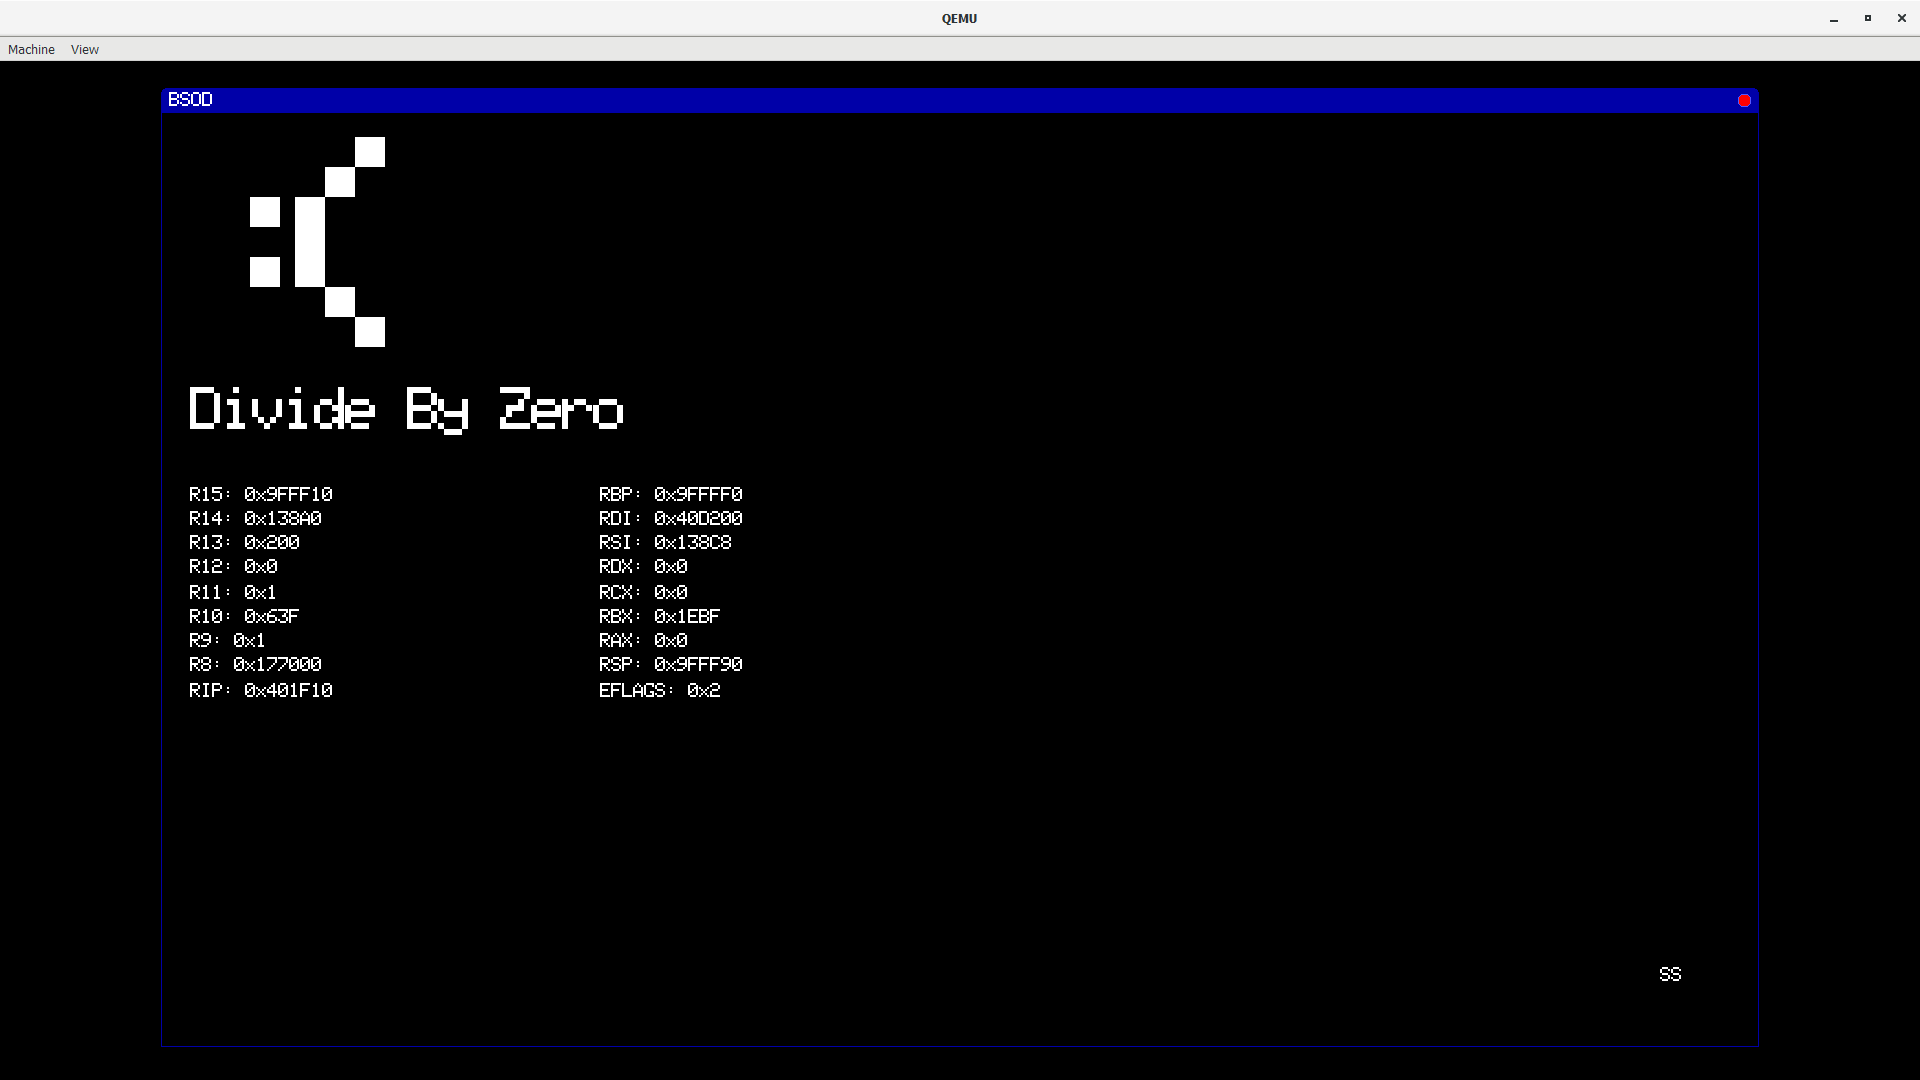 QEMU
Machine View
BSOD
:(
Divide By Zero
R15: 0x9FFF10 RBP: 0x9FFFF0
R14: 0x138A0 RDI: 0x40D200
R13: 0x200 RSI: 0x138C8
R12: 0x0 RDX: 0x0
R11: 0x1 RCX: 0x0
R10: 0x63F RBX: 0x1EBF
R9: 0x1 RAX: 0x0
R8: 0x177000 RSP: 0x9FFF90
RIP: 0x401F10 EFLAGS: 0x2
SS